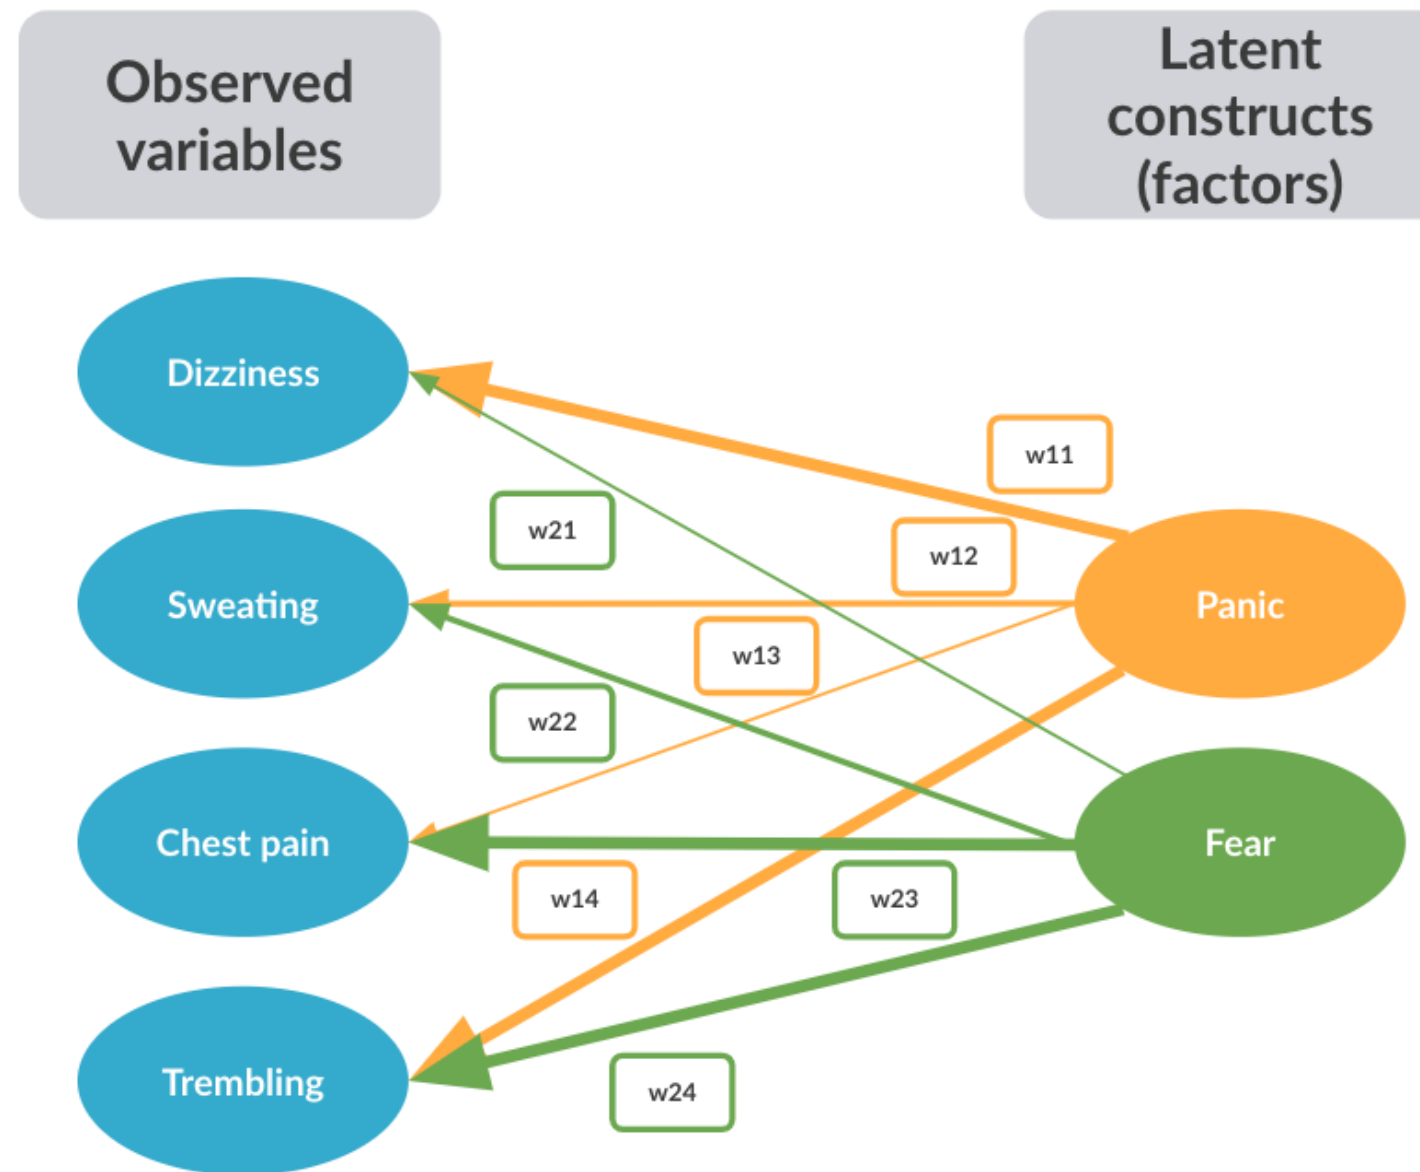 Observed
variables
Latent
constructs
(factors)
Dizziness
w11
w21
w12
Sweating
Panic
w13
w22
Chest pain
Fear
w14
w23
Trembling
w24